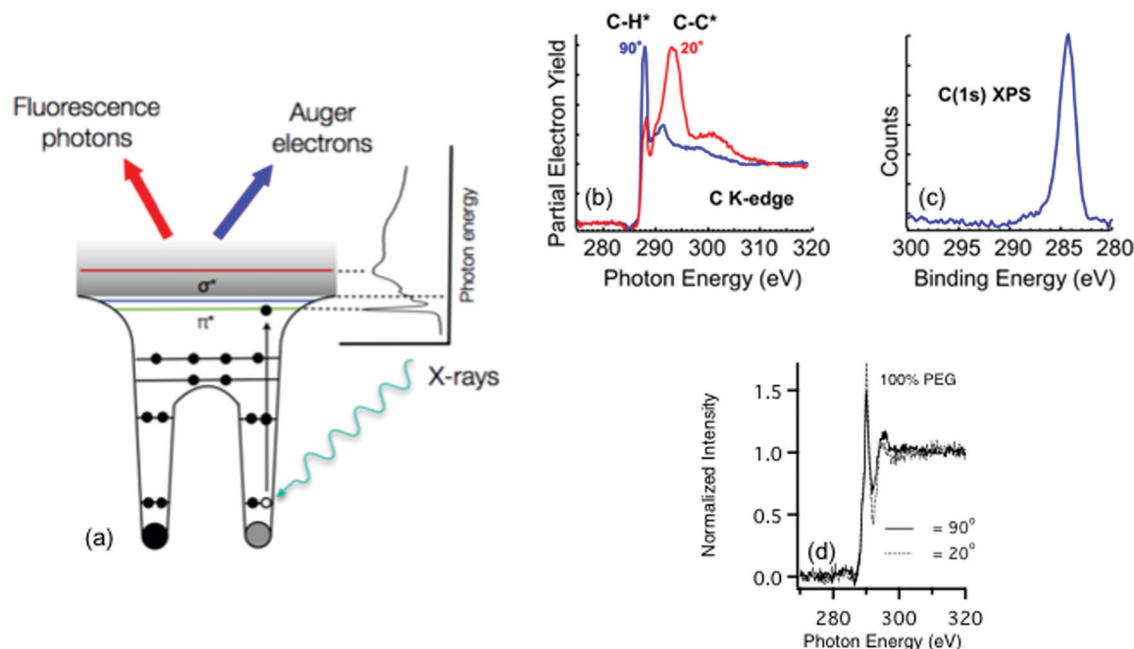 Fluorescence
photons
Auger
electrons
Photon energy
σ*
π*
X-rays
(a)
C-H*
C-C*
90°
20°
Partial Electron Yield
(b)
C K-edge
280
290
300
310
320
Photon Energy (eV)
C(1s) XPS
Counts
(c)
300
295
290
285
280
Binding Energy (eV)
100% PEG
Normalized Intensity
1.5
1.0
0.5
0.0
(d)
= 90°
= 20°
280
300
320
Photon Energy (eV)